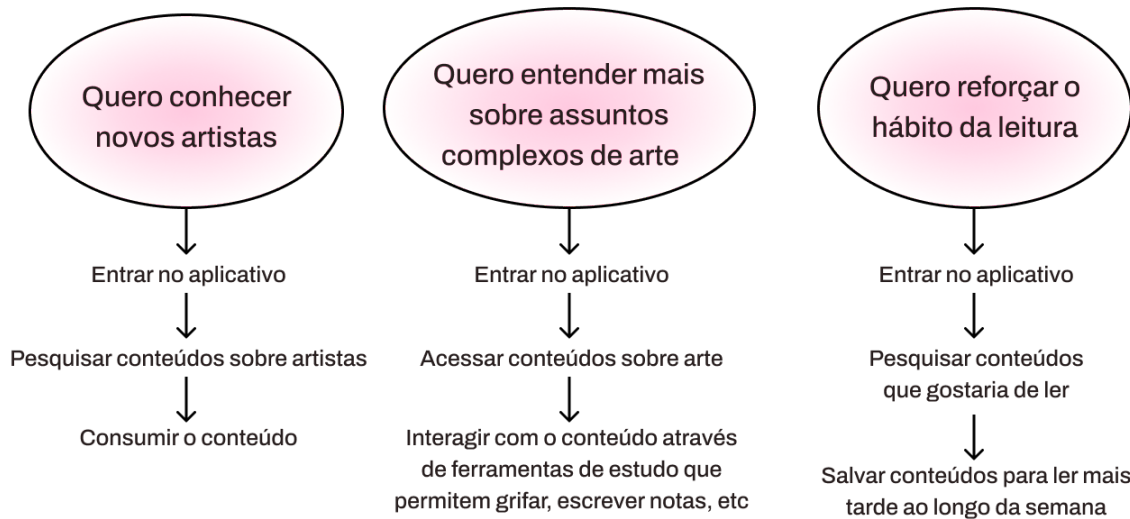 Quero conhecer
novos artistas
Entrar no aplicativo
Pesquisar conteúdos sobre artistas
Consumir o conteúdo
Quero entender mais
sobre assuntos
complexos de arte
Entrar no aplicativo
Acessar conteúdos sobre arte
Interagir com o conteúdo através
de ferramentas de estudo que
permitem grifar, escrever notas, etc
Quero reforçar o
hábito da leitura
Entrar no aplicativo
Pesquisar conteúdos
que gostaria de ler
Salvar conteúdos para ler mais
tarde ao longo da semana